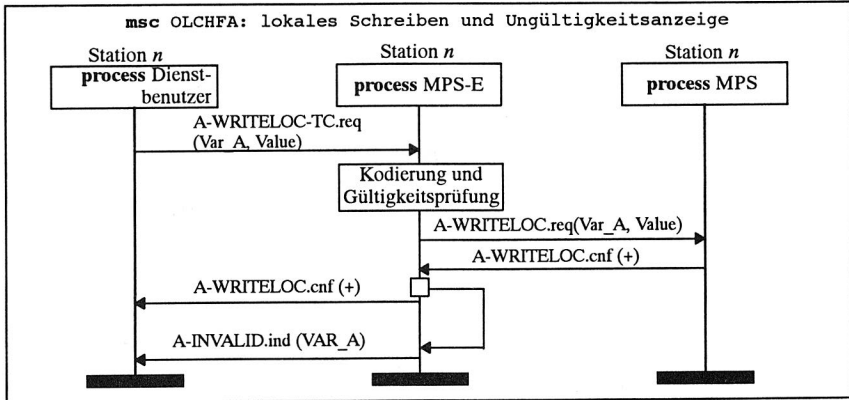 msc OLCHFA: lokales Schreiben und Ungültigkeitsanzeige
Station n
Station n
Station n
process Dienst-
benutzer
process MPS-E
process MPS
A-WRITELOC-TC.req
(Var_A, Value)
Kodierung und
Gültigkeitsprüfung
A-WRITELOC.req(Var_A, Value)
A-WRITELOC.cnf (+)
A-WRITELOC.cnf (+)
A-INVALID.ind (VAR_A)